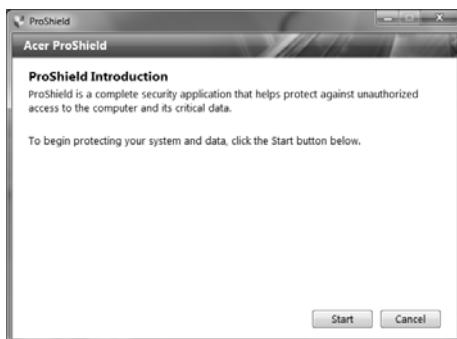 ProShield
Acer ProShield
ProShield Introduction
ProShield is a complete security application that helps protect against unauthorized
access to the computer and its critical data.
To begin protecting your system and data, click the Start button below.
Start Cancel